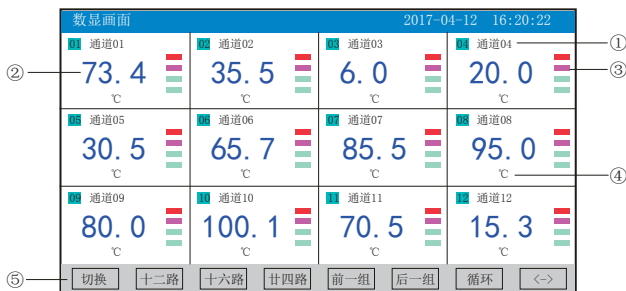 数显画面 2017-04-12 16:20:22
01 通道01 02 通道02 03 通道03 04 通道04 ①
② 73.4 35.5 6.0 20.0 ③
℃ ℃ ℃ ℃
05 通道05 06 通道06 07 通道07 08 通道08
30.5 65.7 85.5 95.0
℃ ℃ ℃ ℃ ④
09 通道09 10 通道10 11 通道11 12 通道12
80.0 100.1 70.5 15.3
℃ ℃ ℃ ℃
⑤ 切换 十二路 十六路 廿四路 前一组 后一组 循环 <->